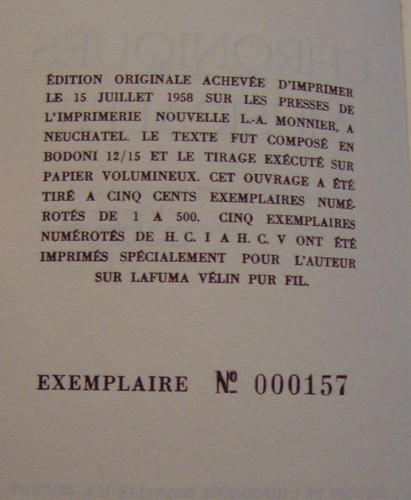 ÉDITION ORIGINALE ACHEVÉE D'IMPRIMER
LE 15 JUILLET 1958 SUR LES PRESSES DE
L'IMPRIMERIE NOUVELLE L.-A. MONNIER, A
NEUCHATEL. LE TEXTE FUT COMPOSÉ EN
BODONI 12/15 ET LE TIRAGE EXÉCUTÉ SUR
PAPIER VOLUMINEUX. CET OUVRAGE A ÉTÉ
TIRÉ A CINQ CENTS EXEMPLAIRES NUMÉ-
ROTÉS DE 1 A 500. CINQ EXEMPLAIRES
NUMÉROTÉS DE H. C. I A H. C. V ONT ÉTÉ
IMPRIMÉS SPÉCIALEMENT POUR L'AUTEUR
SUR LAFUMA VÉLIN PUR FIL.
EXEMPLAIRE Nº 000157